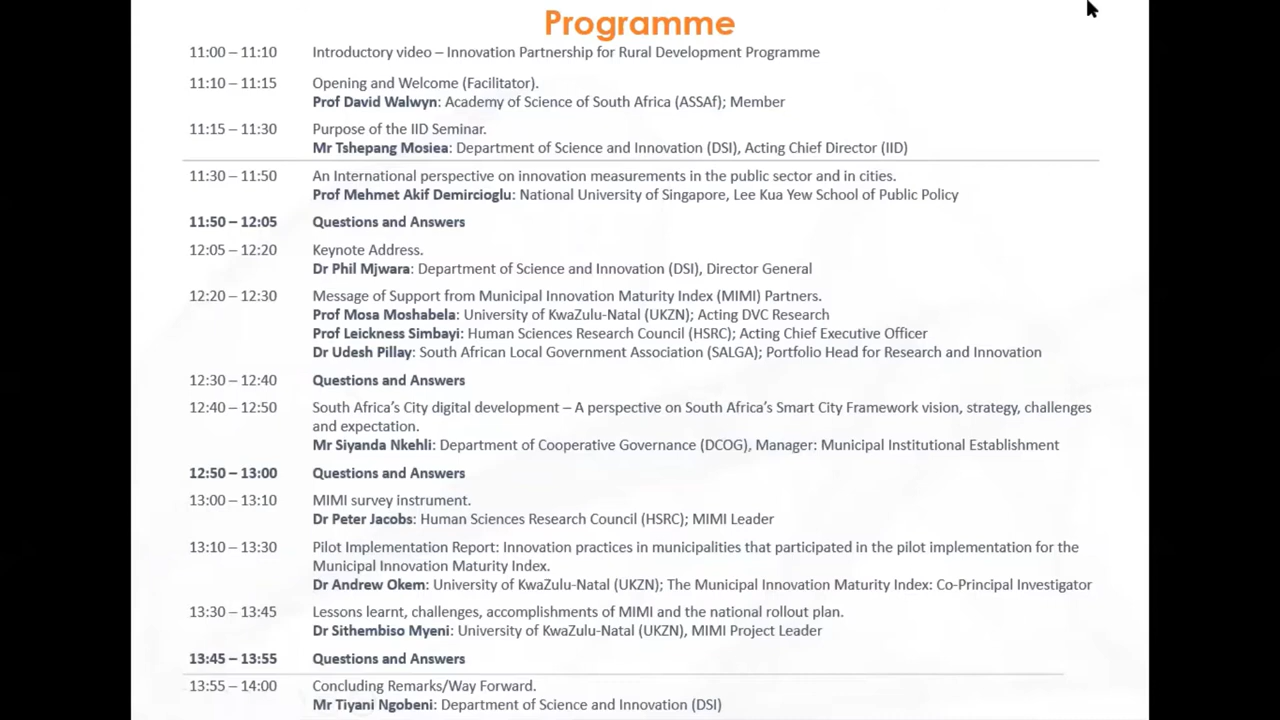 Programme
11:00 – 11:10 Introductory video – Innovation Partnership for Rural Development Programme
11:10 – 11:15 Opening and Welcome (Facilitator).
Prof David Walwyn: Academy of Science of South Africa (ASSAf); Member
11:15 – 11:30 Purpose of the IID Seminar.
Mr Tshepang Mosiea: Department of Science and Innovation (DSI), Acting Chief Director (IID)
11:30 – 11:50 An International perspective on innovation measurements in the public sector and in cities.
Prof Mehmet Akif Demircioglu: National University of Singapore, Lee Kua Yew School of Public Policy
11:50 – 12:05 Questions and Answers
12:05 – 12:20 Keynote Address.
Dr Phil Mjwara: Department of Science and Innovation (DSI), Director General
12:20 – 12:30 Message of Support from Municipal Innovation Maturity Index (MIMI) Partners.
Prof Mosa Moshabela: University of KwaZulu-Natal (UKZN); Acting DVC Research
Prof Leickness Simbayi: Human Sciences Research Council (HSRC); Acting Chief Executive Officer
Dr Udesh Pillay: South African Local Government Association (SALGA); Portfolio Head for Research and Innovation
12:30 – 12:40 Questions and Answers
12:40 – 12:50 South Africa's City digital development – A perspective on South Africa's Smart City Framework vision, strategy, challenges
and expectation.
Mr Siyanda Nkehli: Department of Cooperative Governance (DCOG), Manager: Municipal Institutional Establishment
12:50 – 13:00 Questions and Answers
13:00 – 13:10 MIMI survey instrument.
Dr Peter Jacobs: Human Sciences Research Council (HSRC); MIMI Leader
13:10 – 13:30 Pilot Implementation Report: Innovation practices in municipalities that participated in the pilot implementation for the
Municipal Innovation Maturity Index.
Dr Andrew Okem: University of KwaZulu-Natal (UKZN); The Municipal Innovation Maturity Index: Co-Principal Investigator
13:30 – 13:45 Lessons learnt, challenges, accomplishments of MIMI and the national rollout plan.
Dr Sithembiso Myeni: University of KwaZulu-Natal (UKZN), MIMI Project Leader
13:45 – 13:55 Questions and Answers
13:55 – 14:00 Concluding Remarks/Way Forward.
Mr Tiyani Ngobeni: Department of Science and Innovation (DSI)